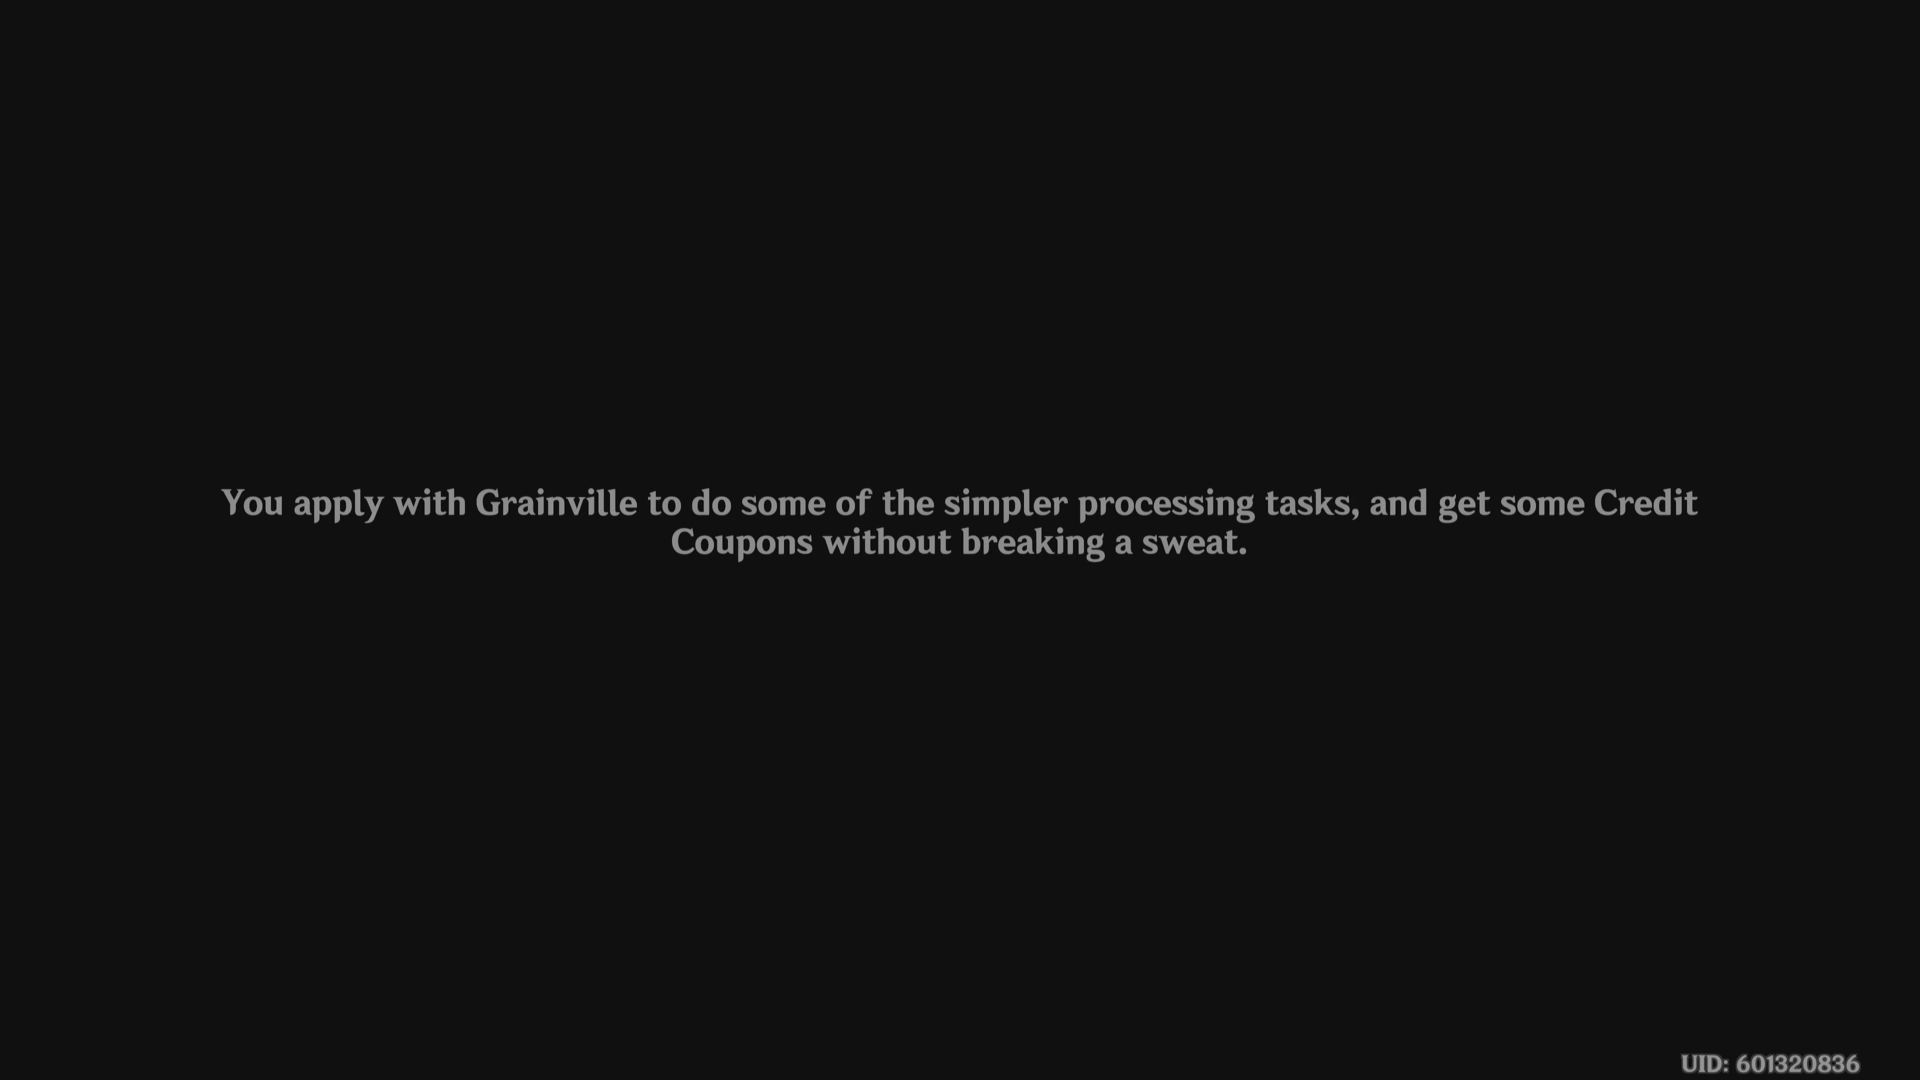 You apply with Grainville to do some of the simpler processing tasks, and get some Credit
Coupons without breaking a sweat.
UID: 601320836